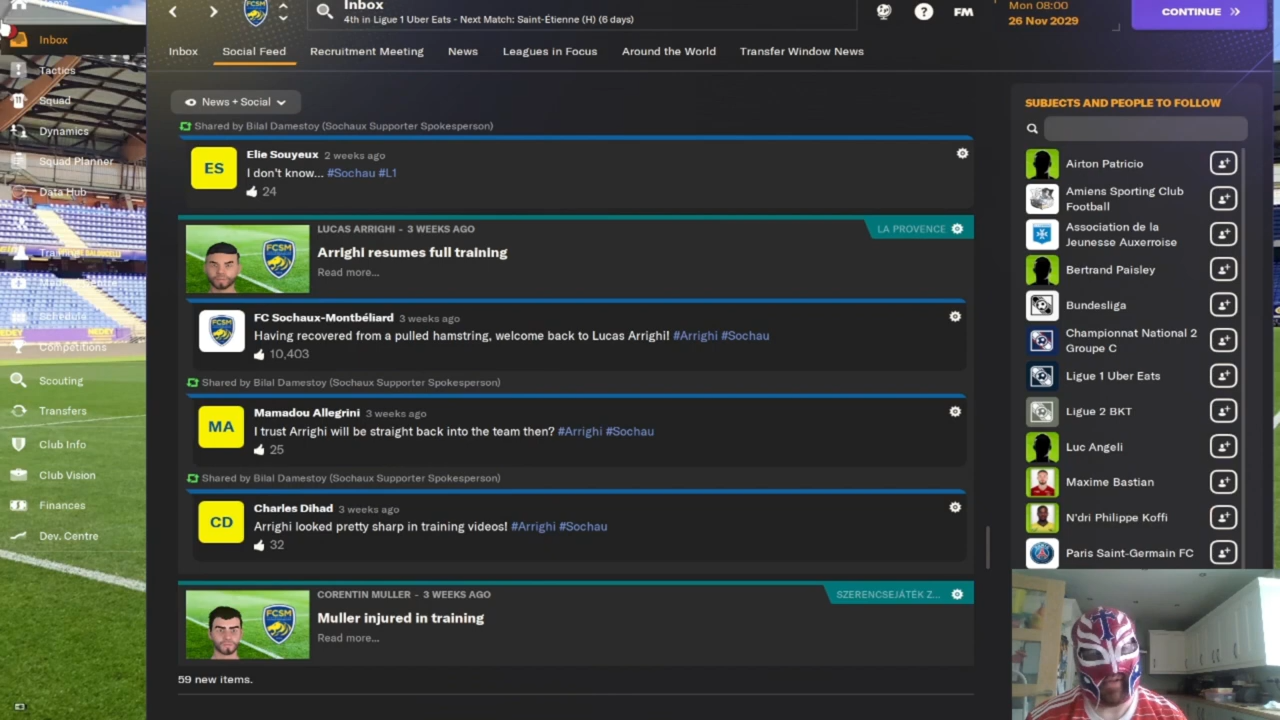 Home
Inbox
Tactics
Squad
Dynamics
Squad Planner
Data Hub
Schedule
Competitions
Scouting
Transfers
Club Info
Club Vision
Finances
Dev. Centre
Inbox
4th in Ligue 1 Uber Eats - Next Match: Saint-Étienne (H) (6 days)
?
FM
Mon 08:00
26 Nov 2029
CONTINUE
Inbox
Social Feed
Recruitment Meeting
News
Leagues in Focus
Around the World
Transfer Window News
News + Social
Shared by Bilal Damestoy (Sochaux Supporter Spokesperson)
ES
Elie Souyeux 2 weeks ago
I don't know... #Sochau #L1
24
LUCAS ARRIGHI - 3 WEEKS AGO
LA PROVENCE
Arrighi resumes full training
Read more...
FCSM
FC Sochaux-Montbéliard 3 weeks ago
Having recovered from a pulled hamstring, welcome back to Lucas Arrighi! #Arrighi #Sochau
10,403
Shared by Bilal Damestoy (Sochaux Supporter Spokesperson)
MA
Mamadou Allegrini 3 weeks ago
I trust Arrighi will be straight back into the team then? #Arrighi #Sochau
25
Shared by Bilal Damestoy (Sochaux Supporter Spokesperson)
CD
Charles Dihad 3 weeks ago
Arrighi looked pretty sharp in training videos! #Arrighi #Sochau
32
CORENTIN MULLER - 3 WEEKS AGO
SZERENCSEJÁTÉK Z...
Muller injured in training
Read more...
FCSM
59 new items.
SUBJECTS AND PEOPLE TO FOLLOW
Airton Patricio
Amiens Sporting Club
Football
Association de la
Jeunesse Auxerroise
Bertrand Paisley
Bundesliga
Championnat National 2
Groupe C
Ligue 1 Uber Eats
Ligue 2 BKT
Luc Angeli
Maxime Bastian
N'dri Philippe Koffi
Paris Saint-Germain FC